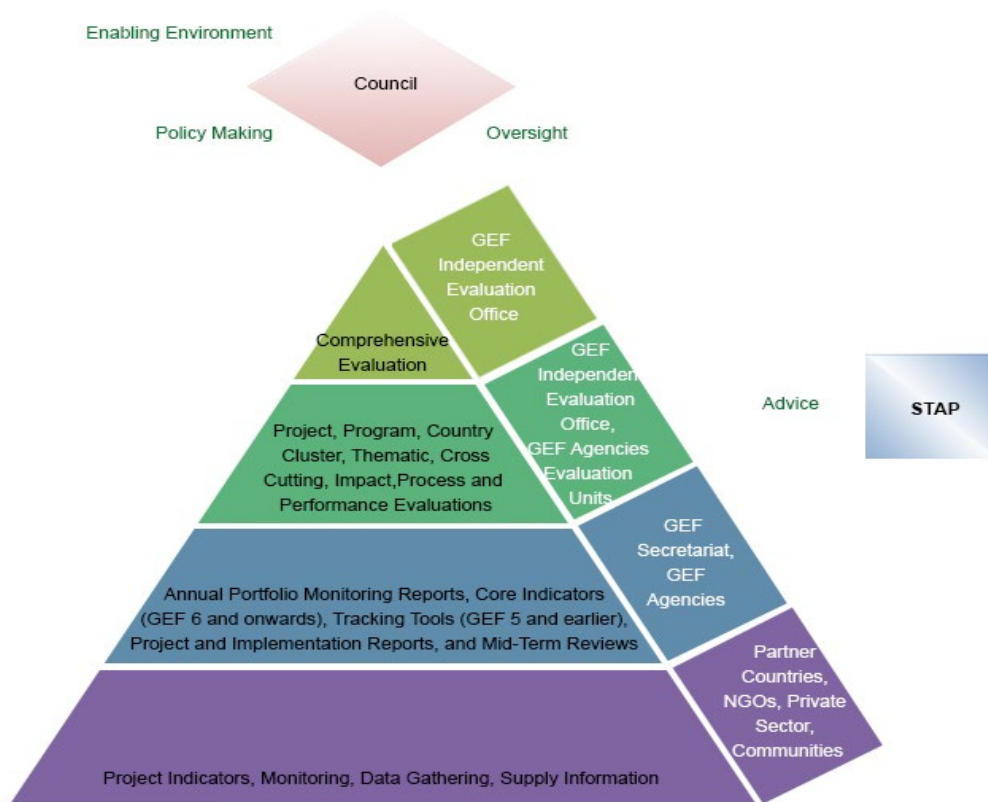 Enabling Environment
Council
Policy Making
Oversight
GEF
Independent
Evaluation
Office
Comprehensive
Evaluation
GEF
Independent
Evaluation
Office,
GEF Agencies
Evaluation
Units
Advice
STAP
Project, Program, Country
Cluster, Thematic, Cross
Cutting, Impact,Process and
Performance Evaluations
GEF
Secretariat,
GEF
Agencies
Annual Portfolio Monitoring Reports, Core Indicators
(GEF 6 and onwards), Tracking Tools (GEF 5 and earlier),
Project and Implementation Reports, and Mid-Term Reviews
Partner
Countries,
NGOs, Private
Sector,
Communities
Project Indicators, Monitoring, Data Gathering, Supply Information